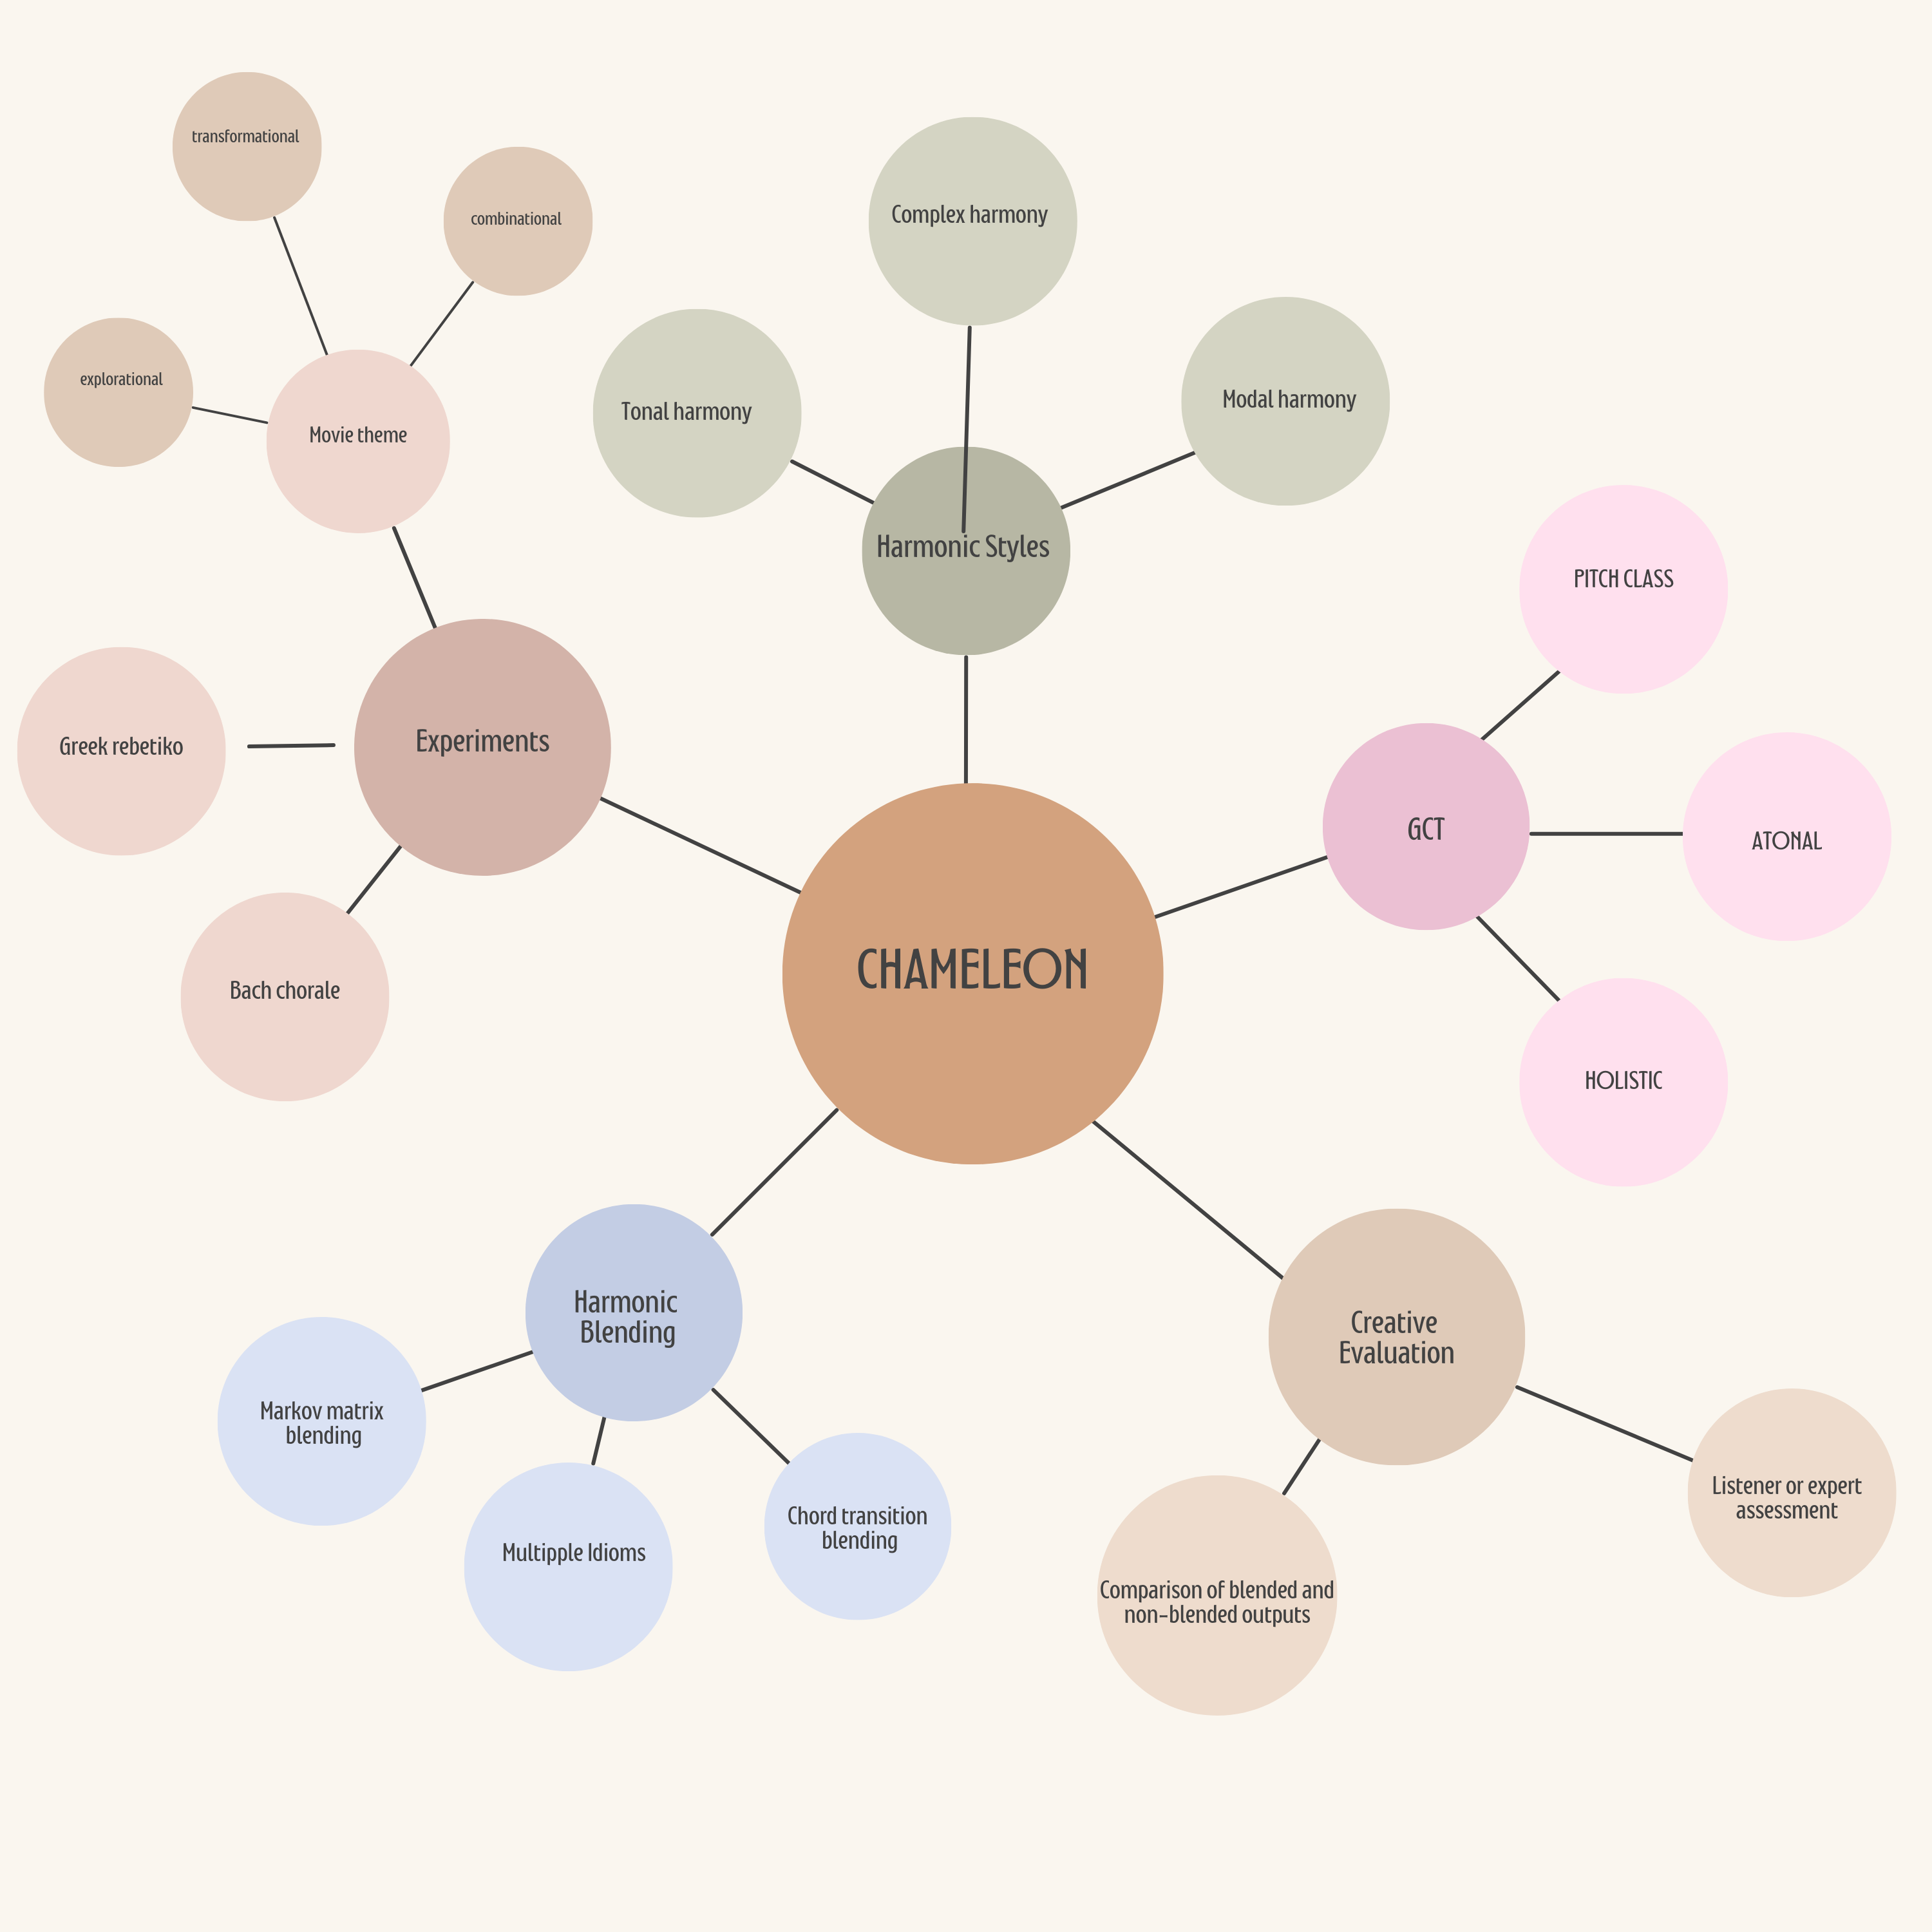 transformational
combinational
explorational
Movie theme
Complex harmony
Tonal harmony
Modal harmony
Harmonic Styles
PITCH CLASS
Greek rebetiko
Experiments
GCT
ATONAL
Bach chorale
CHAMELEON
HOLISTIC
Harmonic
Blending
Creative
Evaluation
Markov matrix
blending
Multipple Idioms
Chord transition
blending
Comparison of blended and
non-blended outputs
Listener or expert
assessment